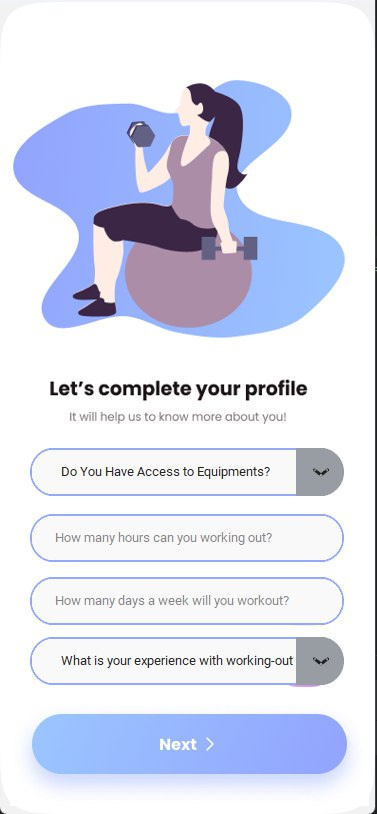 Let's complete your profile
It will help us to know more about you!
Do You Have Access to Equipments?
How many hours can you working out?
How many days a week will you workout?
What is your experience with working-out
Next